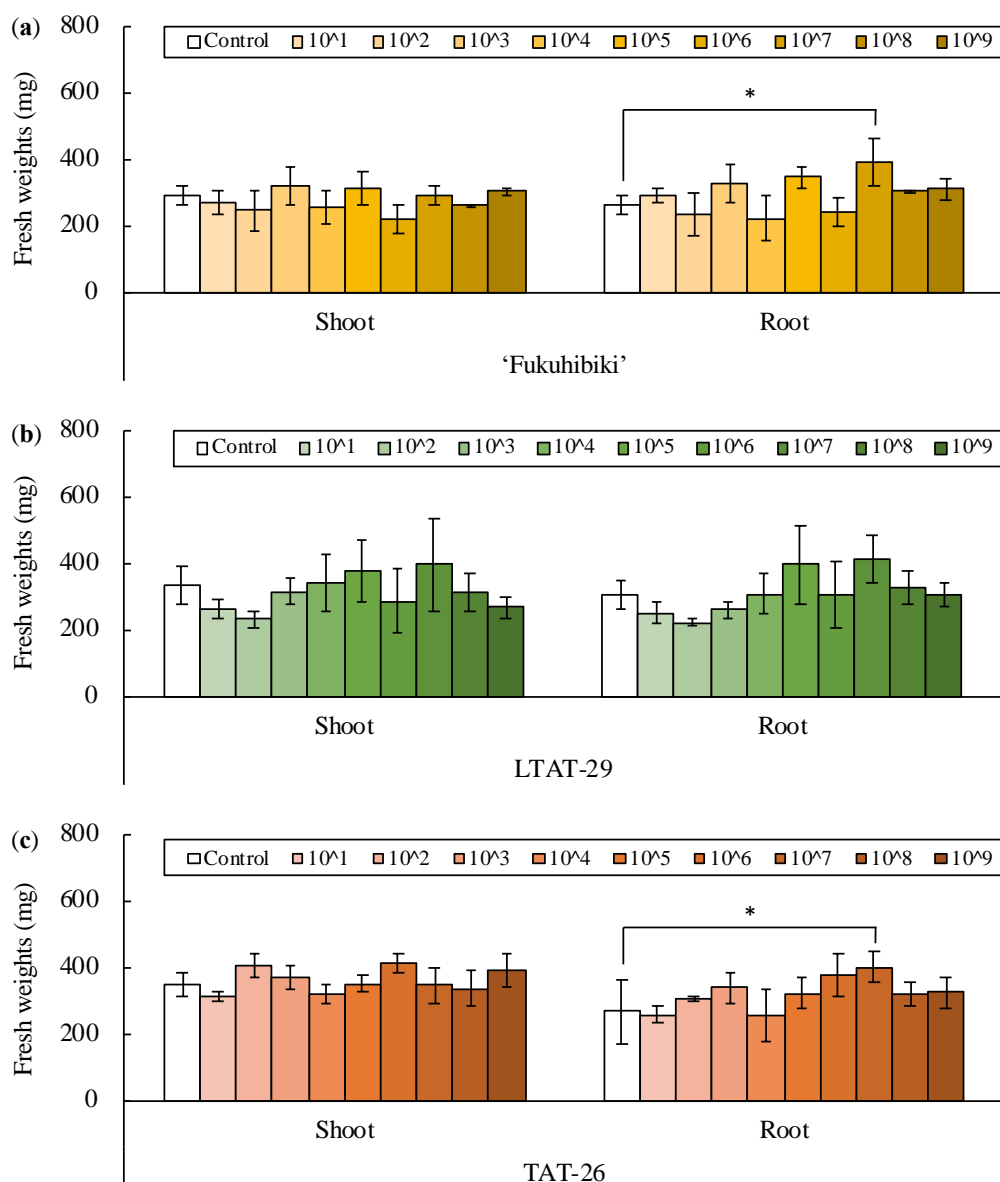 (a)
800
600
400
200
0
Fresh weights (mg)
Control 10^1 10^2 10^3 10^4 10^5 10^6 10^7 10^8 10^9
*
Shoot Root
‘Fukuhibiki’
(b)
800
600
400
200
0
Fresh weights (mg)
Control 10^1 10^2 10^3 10^4 10^5 10^6 10^7 10^8 10^9
Shoot Root
LTAT-29
(c)
800
600
400
200
0
Fresh weights (mg)
Control 10^1 10^2 10^3 10^4 10^5 10^6 10^7 10^8 10^9
*
Shoot Root
TAT-26